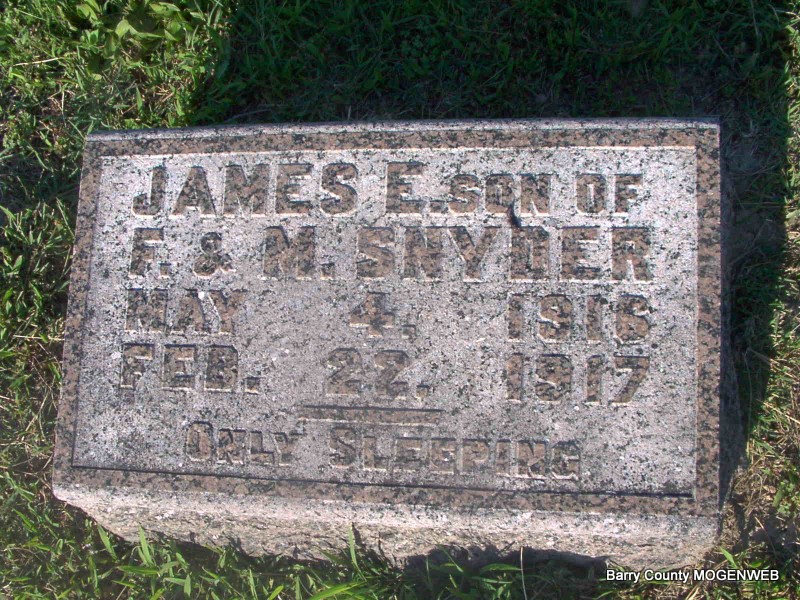 JAMES E. SON OF
F. & M. SNYDER
MAY 4, 1916
FEB. 22. 1917
ONLY SLEEPING
Barry County MOGENWEB